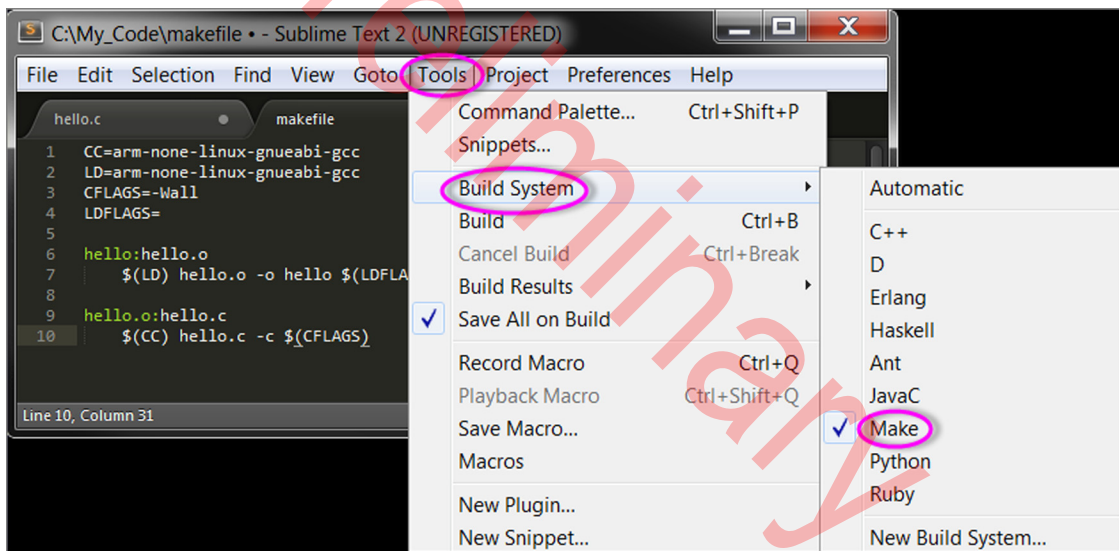 C:\My_Code\makefile • - Sublime Text 2 (UNREGISTERED)
File Edit Selection Find View Goto Tools Project Preferences Help
hello.c makefile
1 CC=arm-none-linux-gnueabi-gcc
2 LD=arm-none-linux-gnueabi-gcc
3 CFLAGS=-Wall
4 LDFLAGS=
5
6 hello:hello.o
7 $(LD) hello.o -o hello $(LDFLA
8
9 hello.o:hello.c
10 $(CC) hello.c -c $(CFLAGS)
Line 10, Column 31
Command Palette... Ctrl+Shift+P
Snippets...
Build System
Build Ctrl+B
Cancel Build Ctrl+Break
Build Results
Save All on Build
Record Macro Ctrl+Q
Playback Macro Ctrl+Shift+Q
Save Macro...
Macros
New Plugin...
New Snippet...
Automatic
C++
D
Erlang
Haskell
Ant
JavaC
Make
Python
Ruby
New Build System...